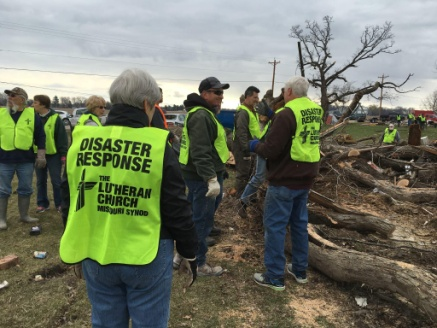 DISASTER
RESPONSE
THE
LUTHERAN
CHURCH
MISSOURI SYNOD
DISASTER
RESPONSE